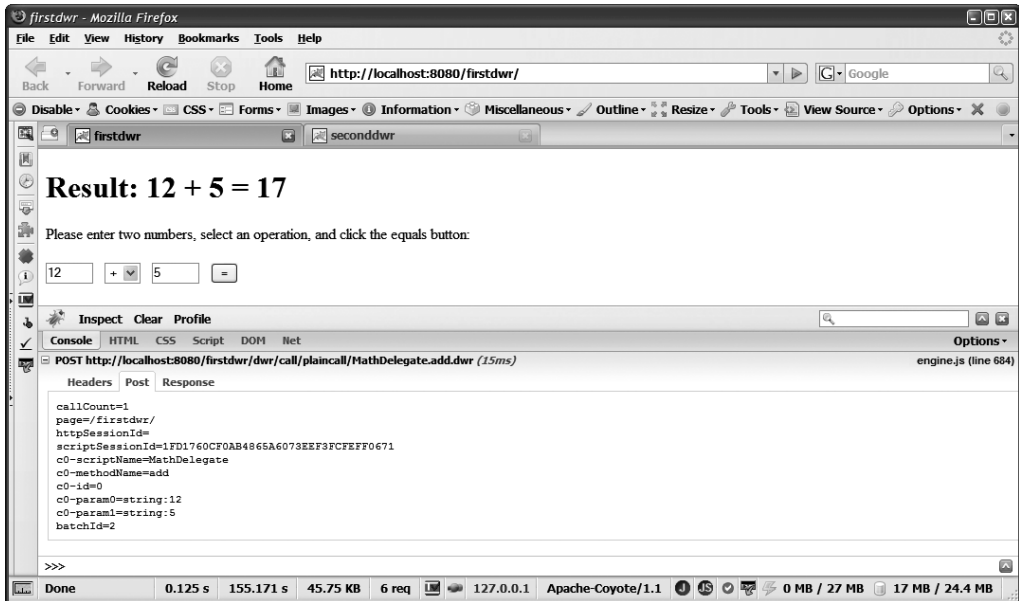 firstdwr - Mozilla Firefox
File Edit View History Bookmarks Tools Help
Back Forward Reload Stop Home http://localhost:8080/firstdwr/ G Google
Disable Cookies CSS Forms Images Information Miscellaneous Outline Resize Tools View Source Options
firstdwr seconddwr
Result: 12 + 5 = 17
Please enter two numbers, select an operation, and click the equals button:
12 + 5 =
Inspect Clear Profile
Console HTML CSS Script DOM Net Options
POST http://localhost:8080/firstdwr/dwr/call/plaincall/MathDelegate.add.dwr (15ms) engine.js (line 684)
Headers Post Response
callCount=1
page=/firstdwr/
httpSessionId=
scriptSessionId=1FD1760CF0AB4865A6073EEF3FCFEFF0671
c0-scriptName=MathDelegate
c0-methodName=add
c0-id=0
c0-param0=string:12
c0-param1=string:5
batchId=2
>>>
Done 0.125 s 155.171 s 45.75 KB 6 req 127.0.0.1 Apache-Coyote/1.1 J JS 0 MB / 27 MB 17 MB / 24.4 MB